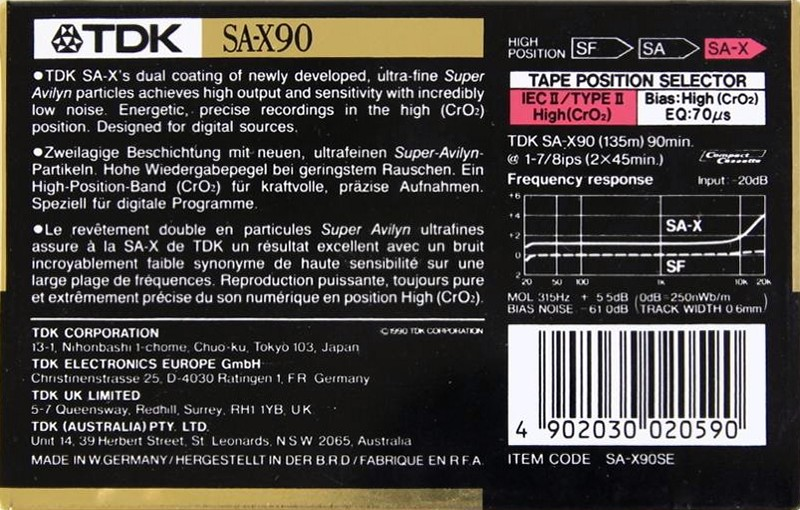 TDK SA-X90
●TDK SA-X's dual coating of newly developed, ultra-fine Super
Avilyn particles achieves high output and sensitivity with incredibly
low noise. Energetic, precise recordings in the high (CrO₂)
position. Designed for digital sources.
●Zweilagige Beschichtung mit neuen, ultrafeinen Super-Avilyn-
Partikeln. Hohe Wiedergabepegel bei geringstem Rauschen. Ein
High-Position-Band (CrO₂) für kraftvolle, präzise Aufnahmen.
Speziell für digitale Programme.
●Le revêtement double en particules Super Avilyn ultrafines
assure à la SA-X de TDK un résultat excellent avec un bruit
incroyablement faible synonyme de haute sensibilité sur une
large plage de fréquences. Reproduction puissante, toujours pure
et extrêmement précise du son numérique en position High (CrO₂).
TDK CORPORATION
©1990 TDK CORPORATION
13-1, Nihonbashi 1-chome, Chuo-ku, Tokyo 103, Japan
TDK ELECTRONICS EUROPE GmbH
Christinenstrasse 25, D-4030 Ratingen 1, F.R. Germany
TDK UK LIMITED
5-7 Queensway, Redhill, Surrey, RH1 1YB, U.K.
TDK (AUSTRALIA) PTY. LTD.
Unit 14, 39 Herbert Street, St. Leonards, N.S.W. 2065, Australia
MADE IN W.GERMANY/HERGESTELLT IN DER B.R.D/FABRIQUE EN R.F.A.
HIGH
POSITION SF SA SA-X
TAPE POSITION SELECTOR
IEC II/TYPE II
High(CrO₂)
Bias:High (CrO₂)
EQ:70μs
TDK SA-X90 (135m) 90min.
@ 1-7/8ips (2×45min.)
Compact
Cassette
Frequency response Input:-20dB
+6
+4
+2
0
-2
SA-X
SF
20 50 100 1k 10k 20k
MOL 315Hz +5.5dB (0dB=250nWb/m
BIAS NOISE -61.0dB TRACK WIDTH 0.6mm)
4 902030 020590
ITEM CODE SA-X90SE